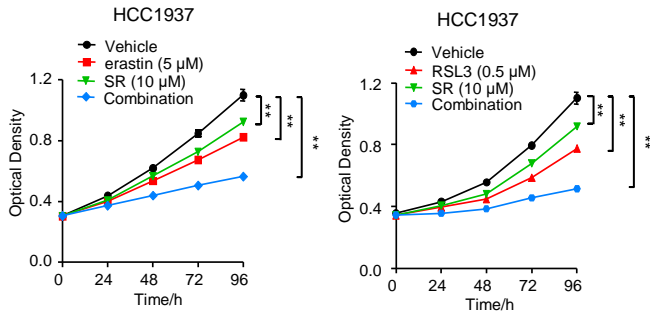 HCC1937
Vehicle
erastin (5 µM)
SR (10 µM)
Combination
Optical Density
1.2
0.8
0.4
0.0
0 24 48 72 96
Time/h
**
**
**
HCC1937
Vehicle
RSL3 (0.5 µM)
SR (10 µM)
Combination
Optical Density
1.2
0.8
0.4
0.0
0 24 48 72 96
Time/h
**
**
**